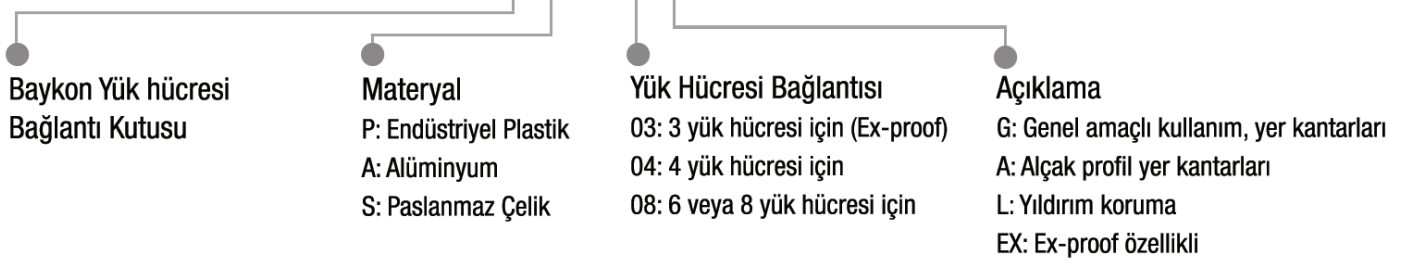 Baykon Yük hücresi
Bağlantı Kutusu
Materyal
P: Endüstriyel Plastik
A: Alüminyum
S: Paslanmaz Çelik
Yük Hücresi Bağlantısı
03: 3 yük hücresi için (Ex-proof)
04: 4 yük hücresi için
08: 6 veya 8 yük hücresi için
Açıklama
G: Genel amaçlı kullanım, yer kantarları
A: Alçak profil yer kantarları
L: Yıldırım koruma
EX: Ex-proof özellikli